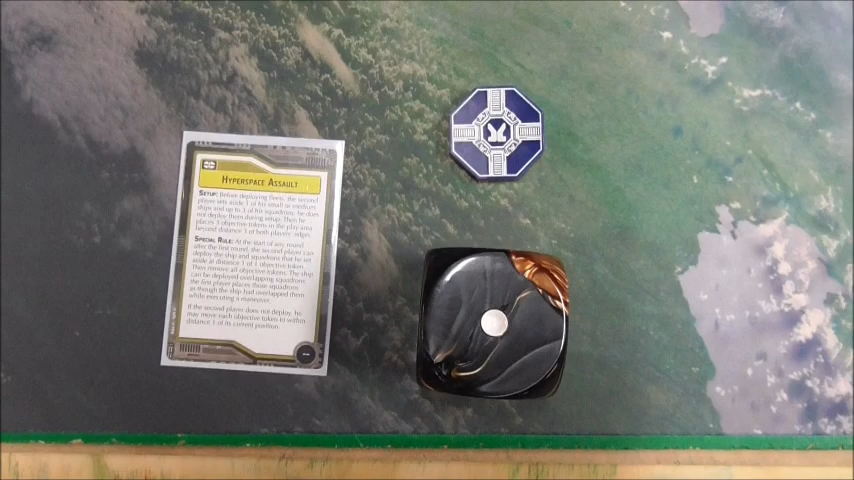 HYPERSPACE ASSAULT
SETUP: Before deploying fleets, the second
player sets aside 1 of his small or medium
ships and up to 3 of his squadrons; he does
not deploy them during setup. Then he
places 3 objective tokens in the play area
beyond distance 3 of both players' edges.
SPECIAL RULE: At the start of any round
after the first round, the second player can
deploy the ship and squadrons that he set
aside at distance 1 of 1 objective token.
Then remove all objective tokens. The ship
can be deployed overlapping squadrons;
the first player places those squadrons
as though the ship had overlapped them
while executing a maneuver.
If the second player does not deploy, he
may move each objective token to within
distance 1 of its current position.